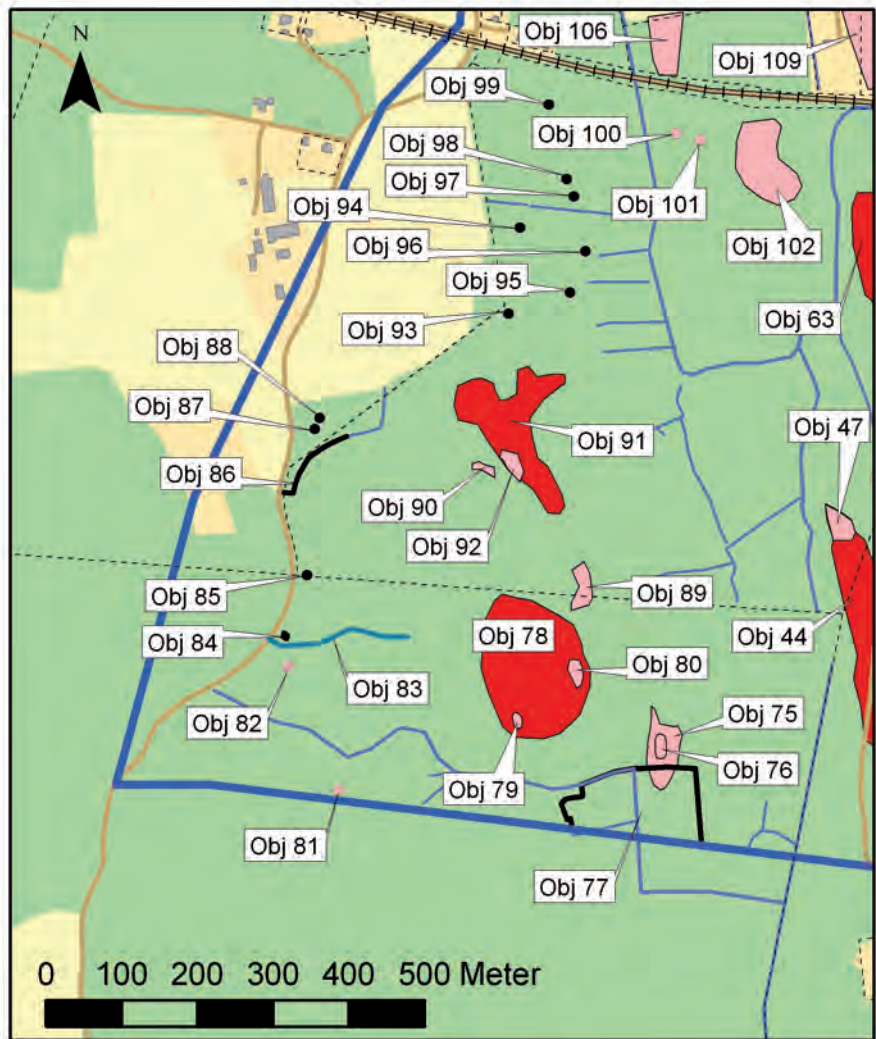 Obj 106
Obj 109
N
Obj 99
Obj 100
Obj 98
Obj 97
Obj 94
Obj 101
Obj 102
Obj 96
Obj 95
Obj 93
Obj 63
Obj 88
Obj 87
Obj 91
Obj 47
Obj 86
Obj 90
Obj 92
Obj 85
Obj 89
Obj 78
Obj 44
Obj 84
Obj 80
Obj 83
Obj 82
Obj 75
Obj 76
Obj 79
Obj 81
Obj 77
0 100 200 300 400 500 Meter